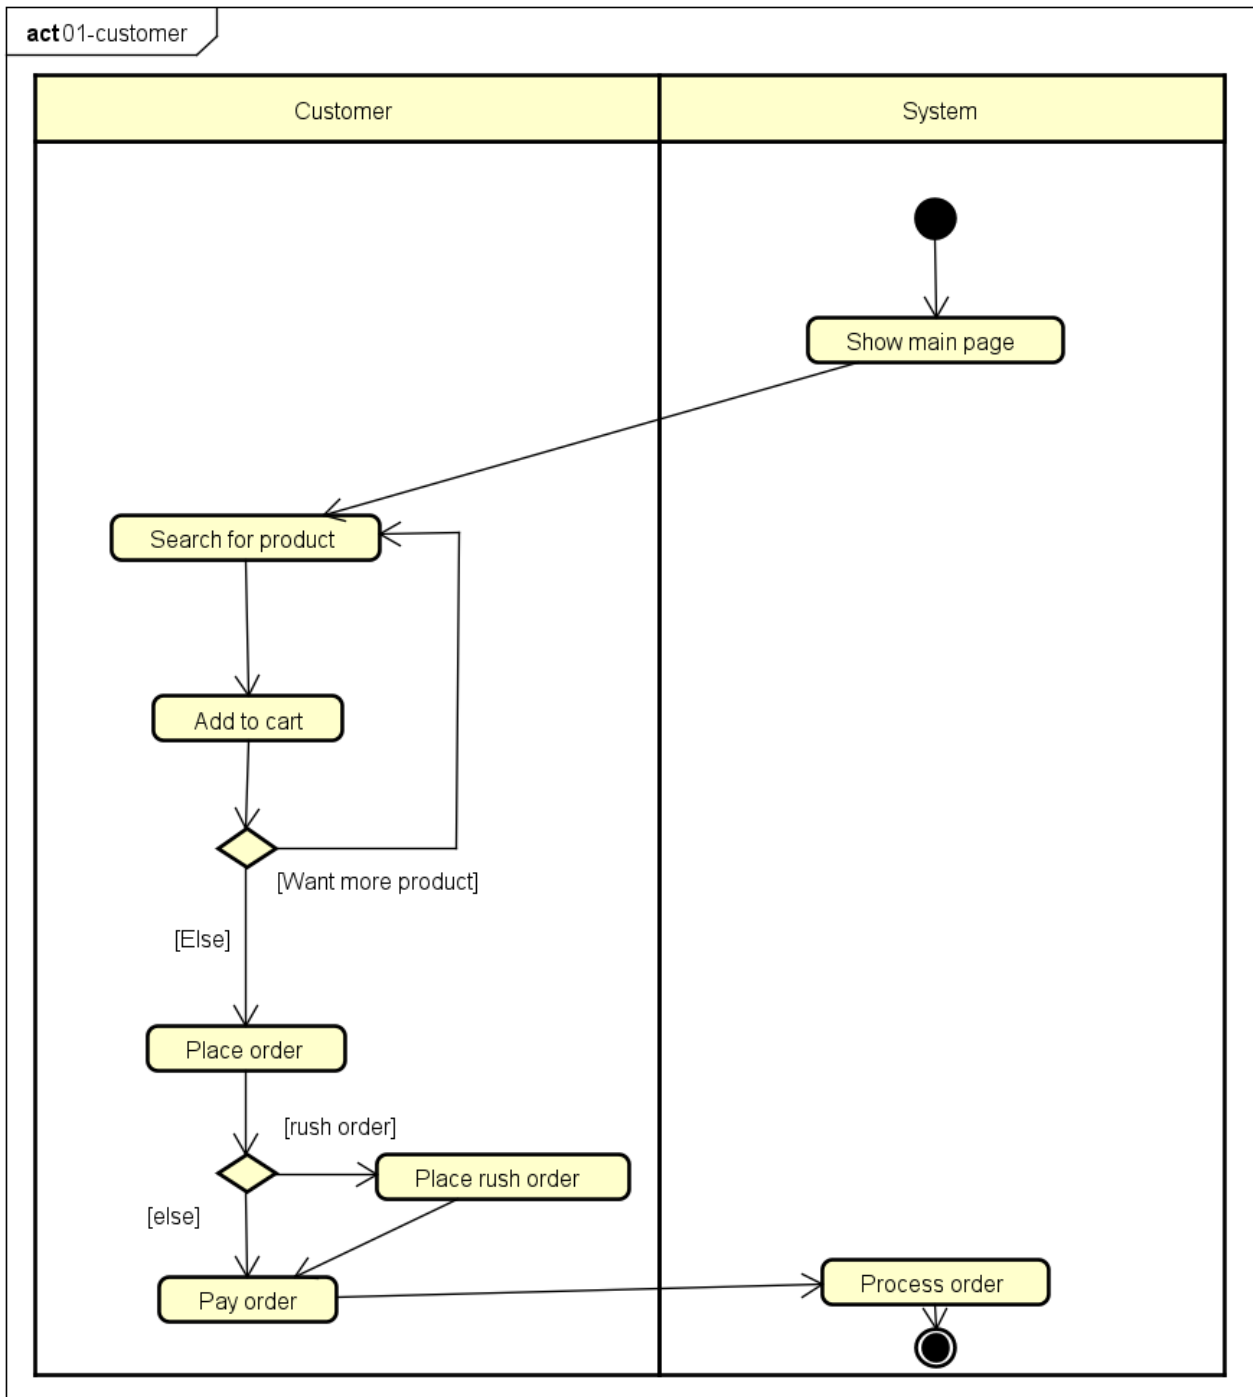 act 01-customer
Customer
System
Show main page
Search for product
Add to cart
[Want more product]
[Else]
Place order
[rush order]
Place rush order
[else]
Pay order
Process order